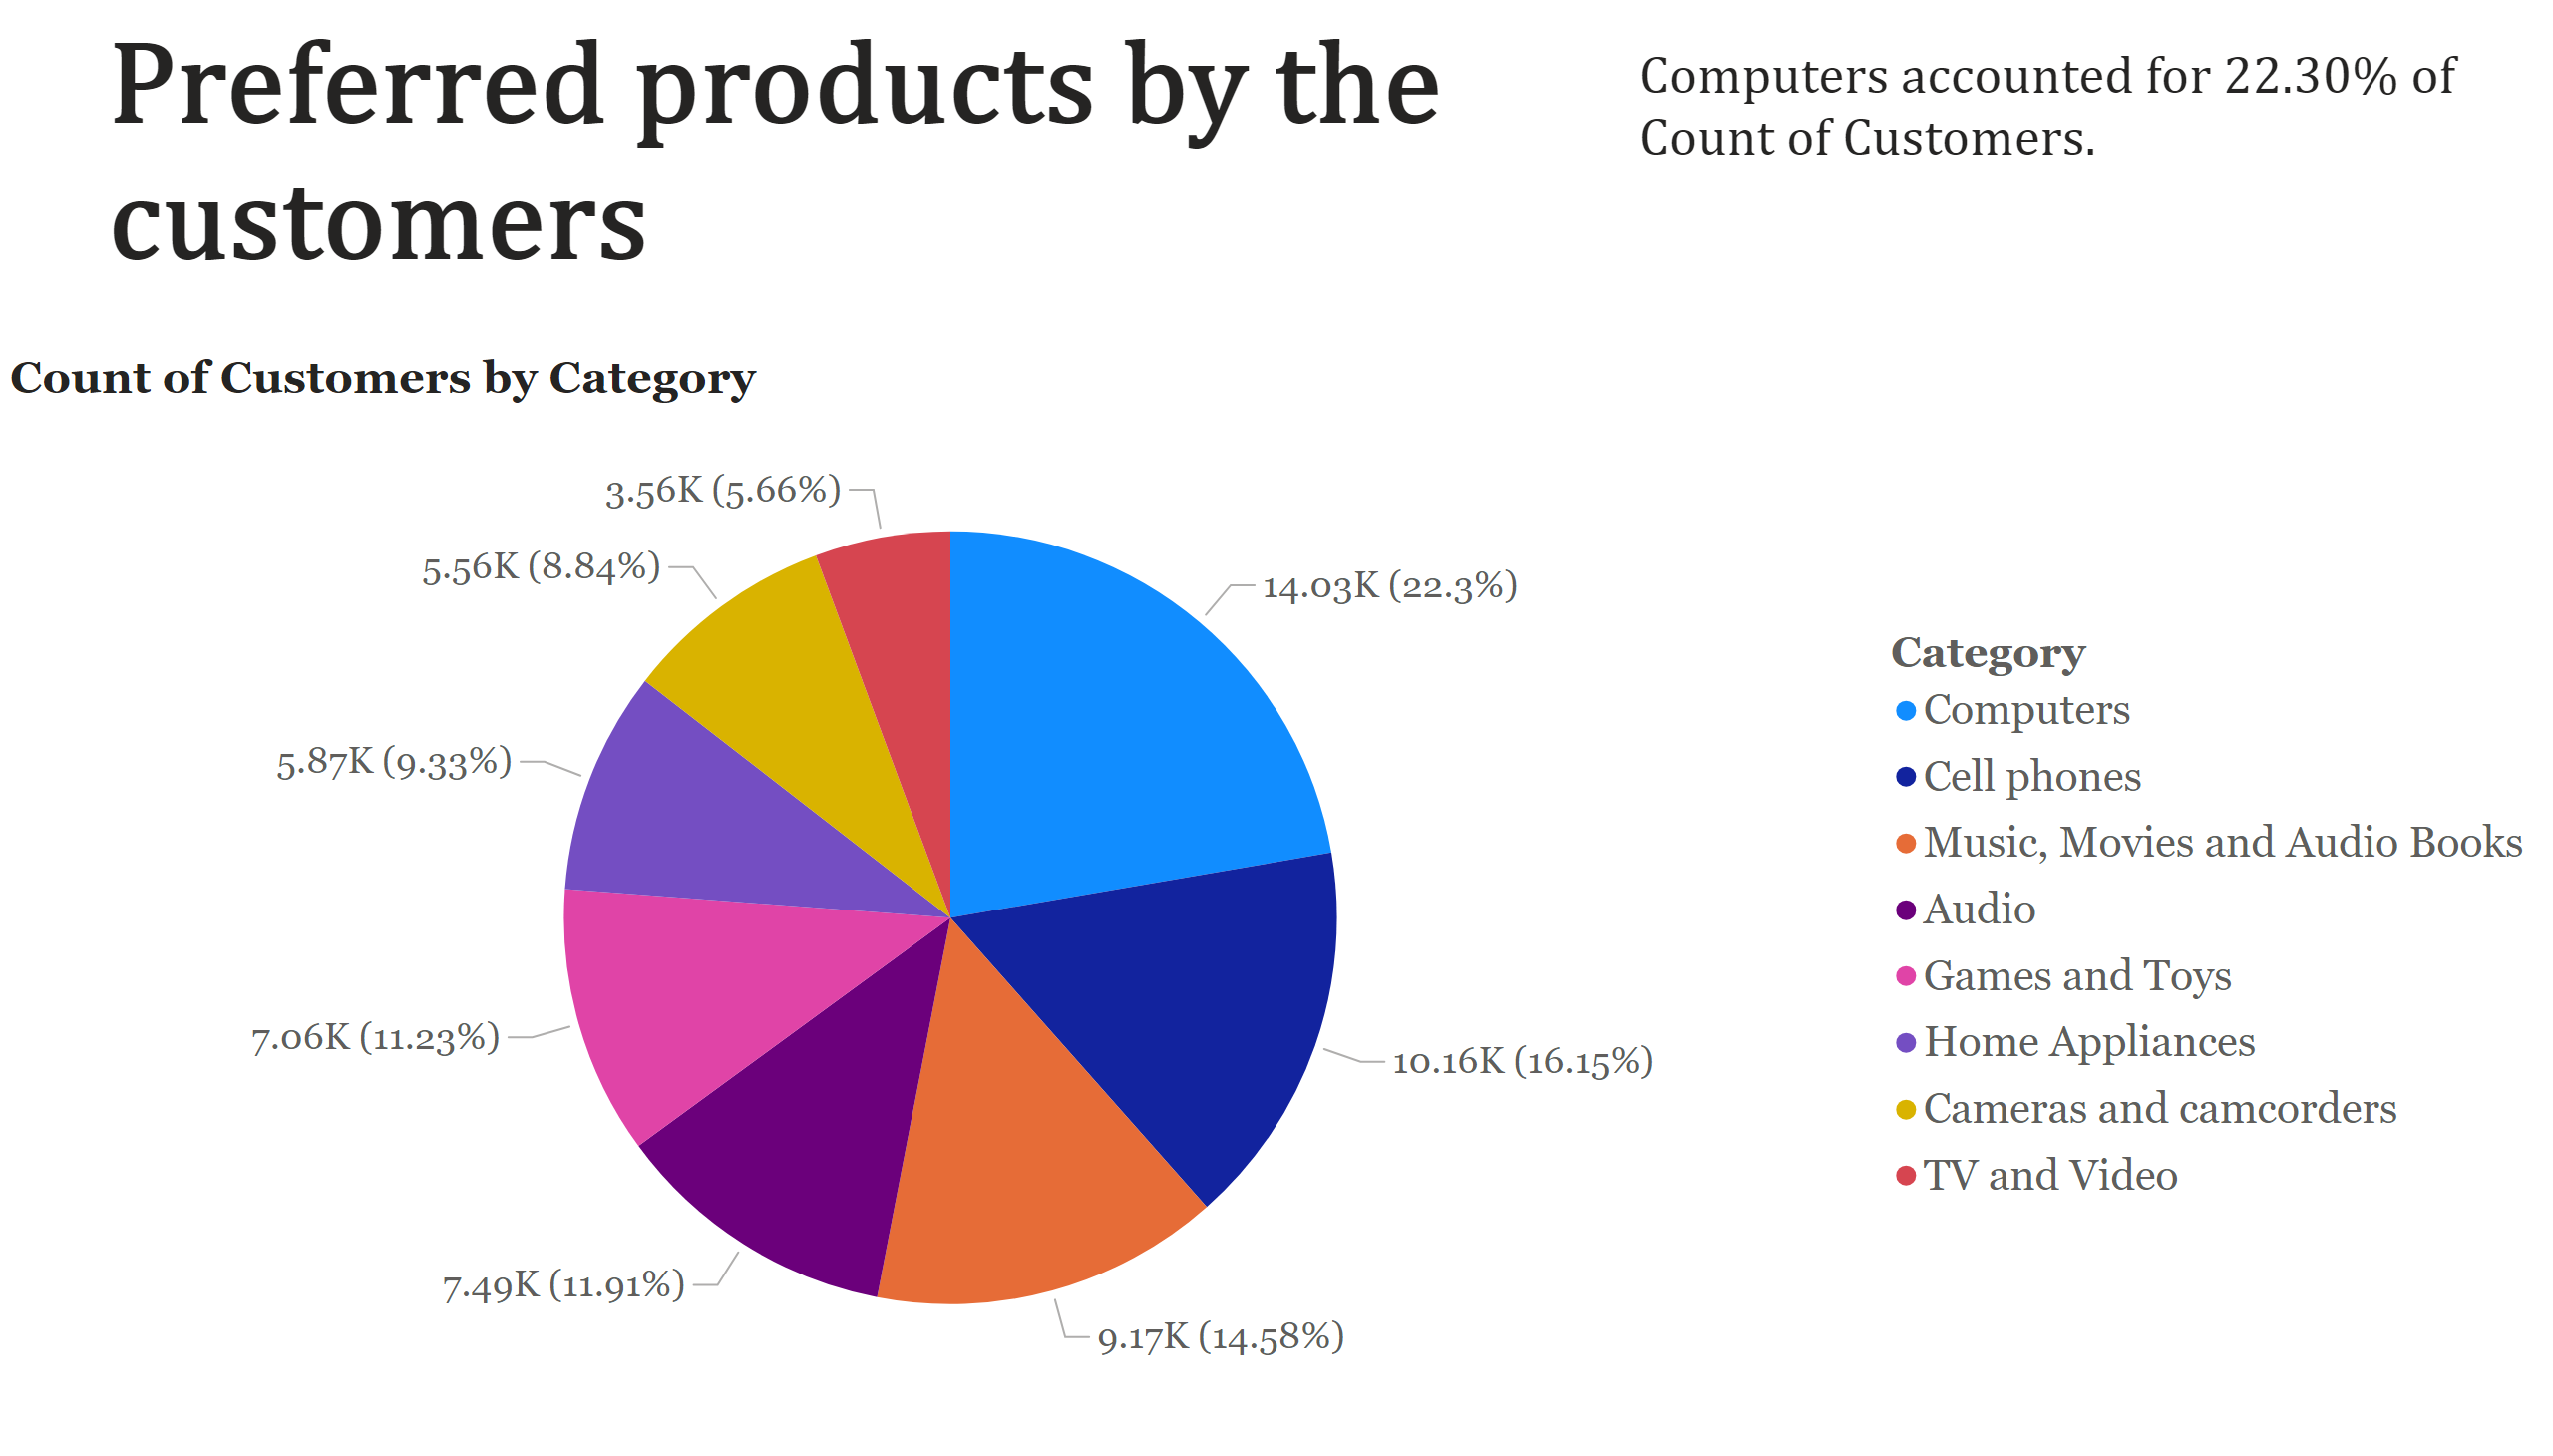 Preferred products by the
customers
Computers accounted for 22.30% of
Count of Customers.
Count of Customers by Category
3.56K (5.66%)
5.56K (8.84%)
14.03K (22.3%)
5.87K (9.33%)
7.06K (11.23%)
10.16K (16.15%)
7.49K (11.91%)
9.17K (14.58%)
Category
Computers
Cell phones
Music, Movies and Audio Books
Audio
Games and Toys
Home Appliances
Cameras and camcorders
TV and Video